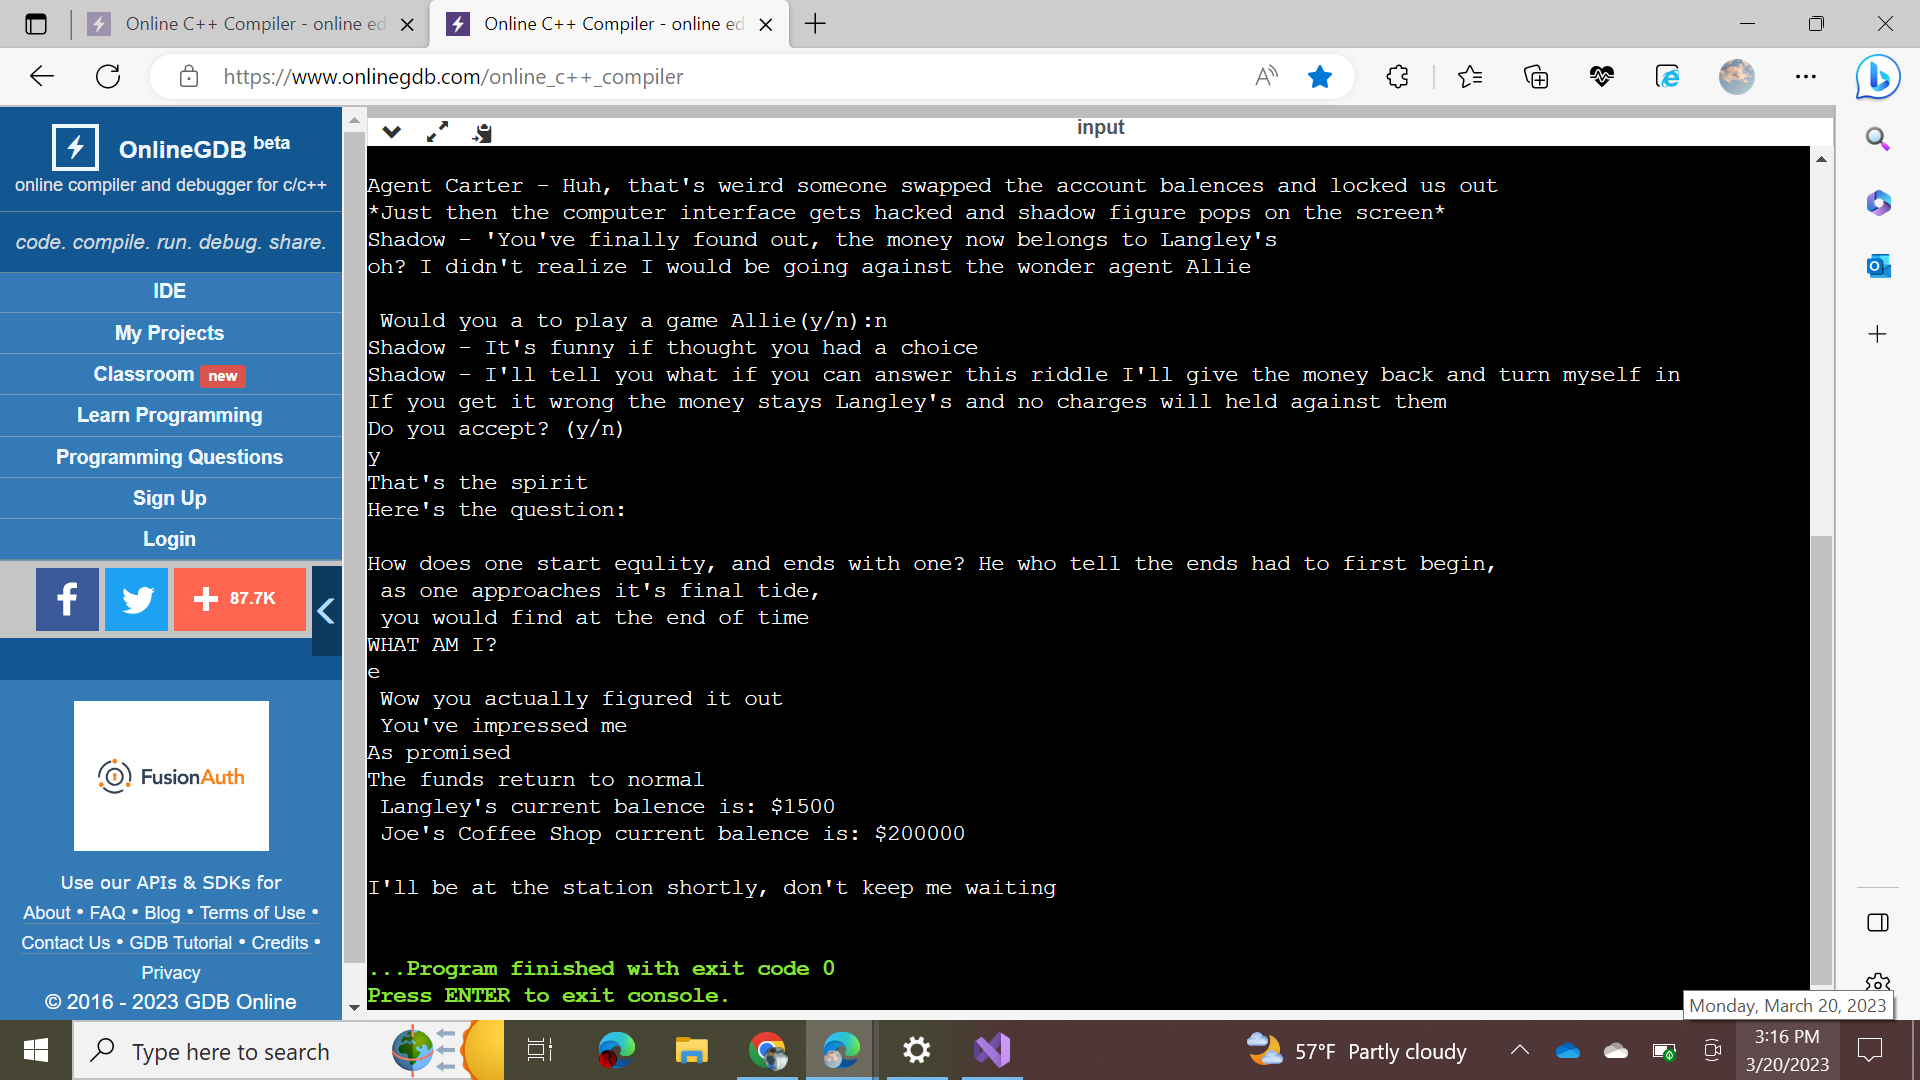 Online C++ Compiler - online ed
Online C++ Compiler - online ed
https://www.onlinegdb.com/online_c++_compiler
OnlineGDB beta
online compiler and debugger for c/c++
code. compile. run. debug. share.
IDE
My Projects
Classroom new
Learn Programming
Programming Questions
Sign Up
Login
87.7K
FusionAuth
Use our APIs & SDKs for
About • FAQ • Blog • Terms of Use •
Contact Us • GDB Tutorial • Credits •
Privacy
© 2016 - 2023 GDB Online
input
Agent Carter - Huh, that's weird someone swapped the account balences and locked us out
*Just then the computer interface gets hacked and shadow figure pops on the screen*
Shadow - 'You've finally found out, the money now belongs to Langley's
oh? I didn't realize I would be going against the wonder agent Allie
Would you a to play a game Allie(y/n):n
Shadow - It's funny if thought you had a choice
Shadow - I'll tell you what if you can answer this riddle I'll give the money back and turn myself in
If you get it wrong the money stays Langley's and no charges will held against them
Do you accept? (y/n)
y
That's the spirit
Here's the question:
How does one start equlity, and ends with one? He who tell the ends had to first begin,
as one approaches it's final tide,
you would find at the end of time
WHAT AM I?
e
Wow you actually figured it out
You've impressed me
As promised
The funds return to normal
Langley's current balence is: $1500
Joe's Coffee Shop current balence is: $200000
I'll be at the station shortly, don't keep me waiting
...Program finished with exit code 0
Press ENTER to exit console.
Monday, March 20, 2023
Type here to search
57°F Partly cloudy
3:16 PM
3/20/2023